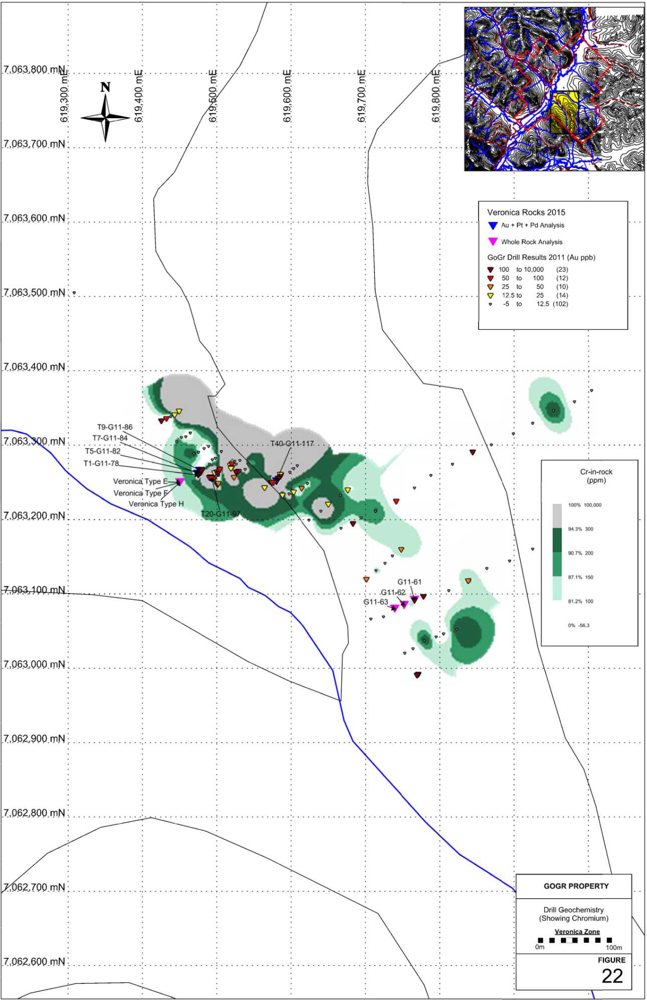 7,063,800 mN
619,300 mE
619,400 mE
619,500 mE
619,600 mE
619,700 mE
619,800 mE
N
7,063,700 mN
7,063,600 mN
7,063,500 mN
7,063,400 mN
7,063,300 mN
7,063,200 mN
7,063,100 mN
7,063,000 mN
7,062,900 mN
7,062,800 mN
7,062,700 mN
7,062,600 mN
Veronica Rocks 2015
Au + Pt + Pd Analysis
Whole Rock Analysis
GoGr Drill Results 2011 (Au ppb)
100 to 10,000 (23)
50 to 100 (12)
25 to 50 (10)
12.5 to 25 (14)
-5 to 12.5 (102)
T9-G11-86
T7-G11-84
T5-G11-82
T1-G11-78
T40-G11-117
Veronica Type E
Veronica Type F
Veronica Type H
T20-G11-97
G11-61
G11-62
G11-63
Cr-in-rock
(ppm)
100% 100,000
94.3% 300
90.7% 200
87.1% 150
81.2% 100
0% -56.3
GOGR PROPERTY
Drill Geochemistry
(Showing Chromium)
Veronica Zone
0m 100m
FIGURE
22